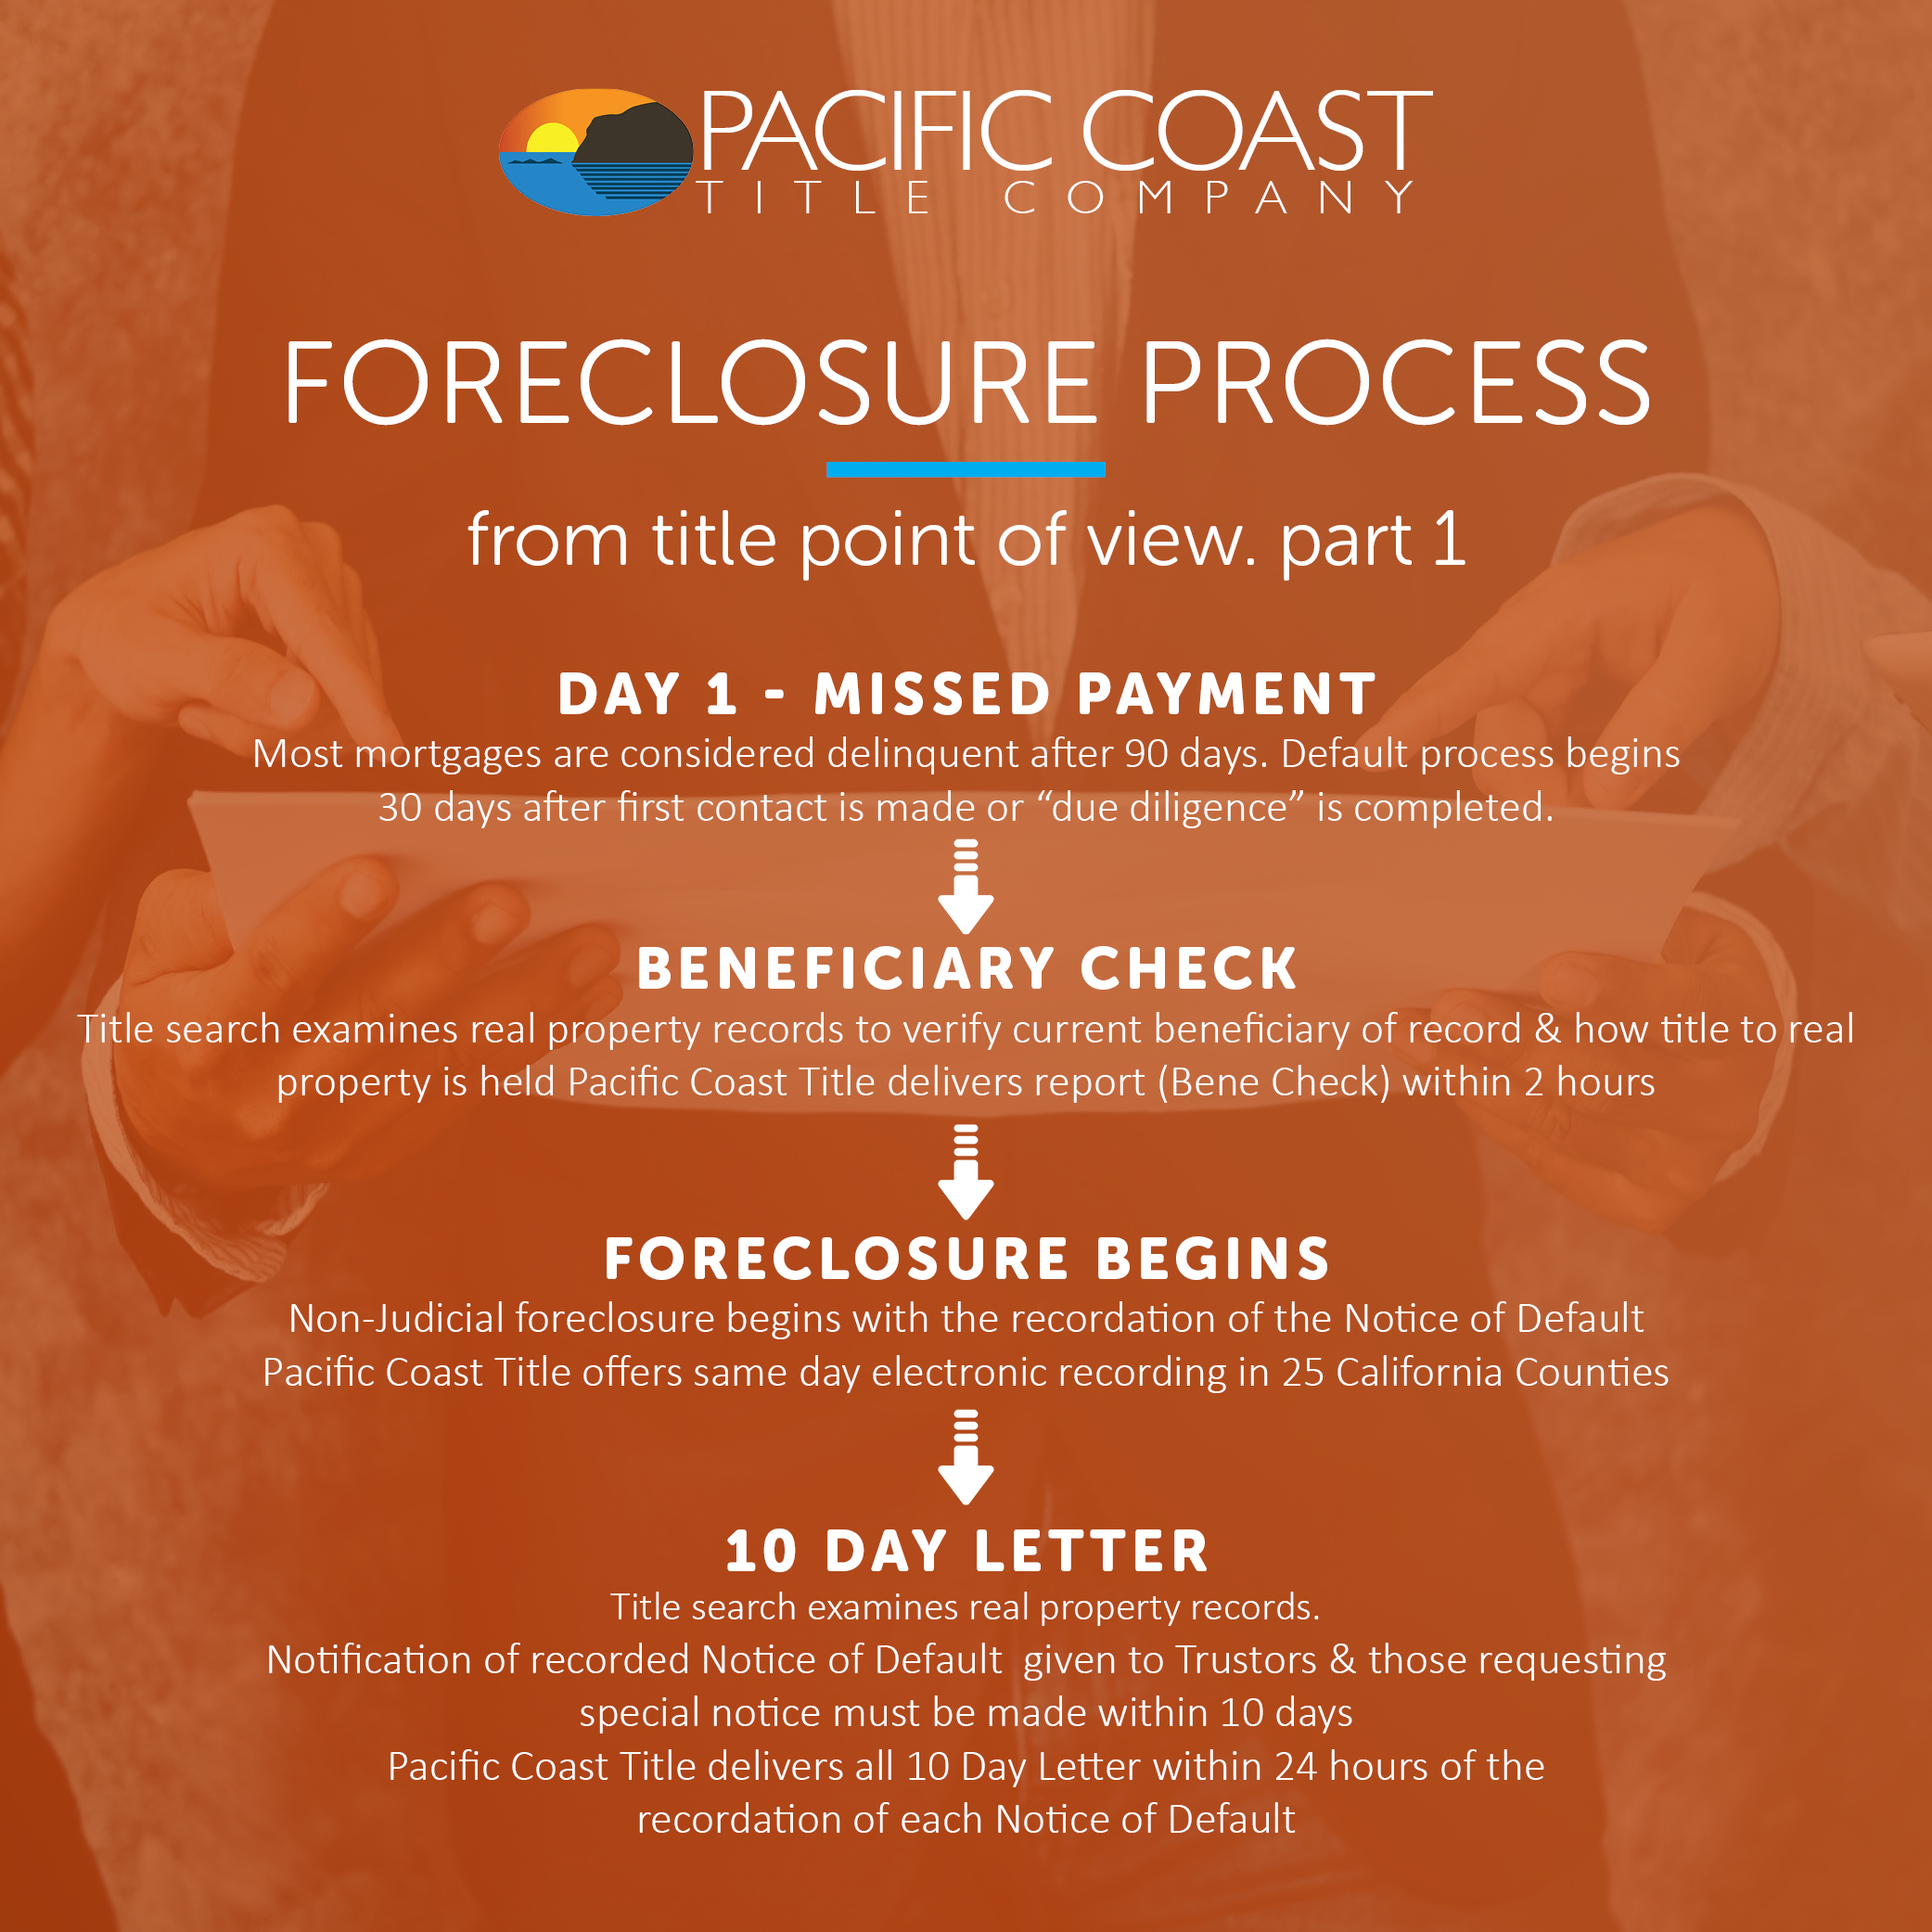 PACIFIC COAST
TITLE COMPANY
FORECLOSURE PROCESS
from title point of view. part 1
DAY 1 - MISSED PAYMENT
Most mortgages are considered delinquent after 90 days. Default process begins
30 days after first contact is made or “due diligence” is completed.
BENEFICIARY CHECK
Title search examines real property records to verify current beneficiary of record & how title to real
property is held Pacific Coast Title delivers report (Bene Check) within 2 hours
FORECLOSURE BEGINS
Non-Judicial foreclosure begins with the recordation of the Notice of Default
Pacific Coast Title offers same day electronic recording in 25 California Counties
10 DAY LETTER
Title search examines real property records.
Notification of recorded Notice of Default  given to Trustors & those requesting
special notice must be made within 10 days
Pacific Coast Title delivers all 10 Day Letter within 24 hours of the
recordation of each Notice of Default